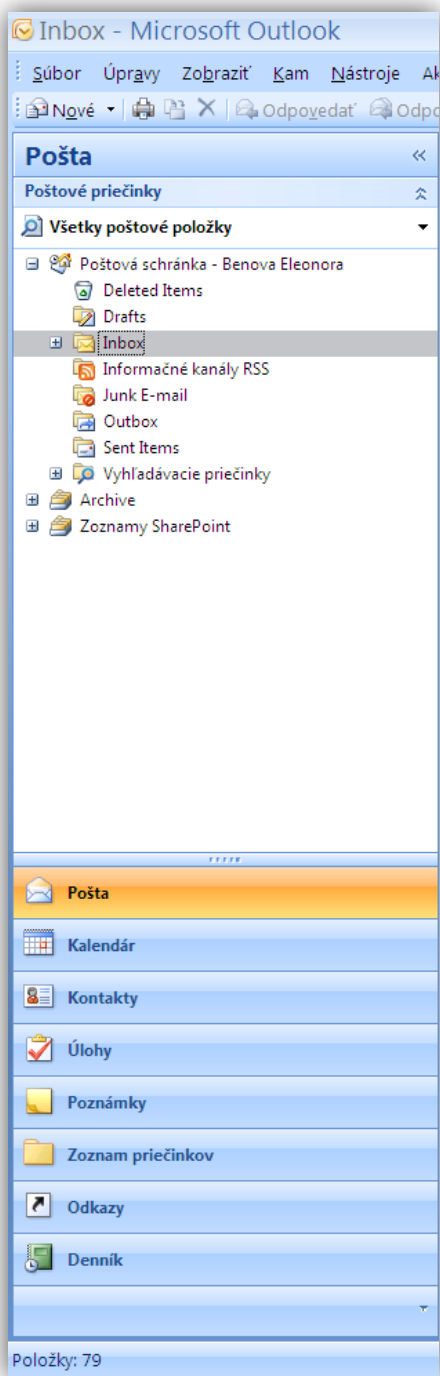 Inbox - Microsoft Outlook
Súbor Úpravy Zobraziť Kam Nástroje Ak
Nové Odpovedať Odpo
Pošta
Poštové priečinky
Všetky poštové položky
Poštová schránka - Benova Eleonora
Deleted Items
Drafts
Inbox
Informačné kanály RSS
Junk E-mail
Outbox
Sent Items
Vyhľadávacie priečinky
Archive
Zoznamy SharePoint
Pošta
Kalendár
Kontakty
Úlohy
Poznámky
Zoznam priečinkov
Odkazy
Denník
Položky: 79